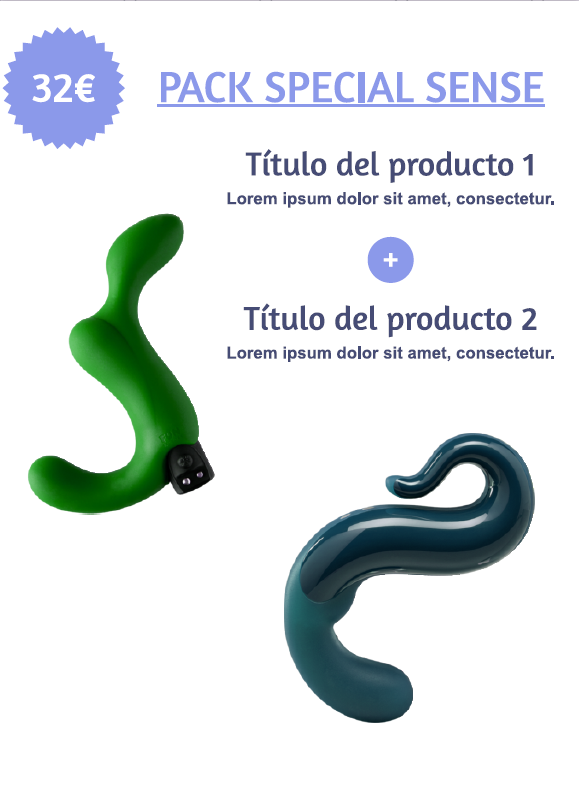 32€
PACK SPECIAL SENSE
Título del producto 1
Lorem ipsum dolor sit amet, consectetur.
+
Título del producto 2
Lorem ipsum dolor sit amet, consectetur.